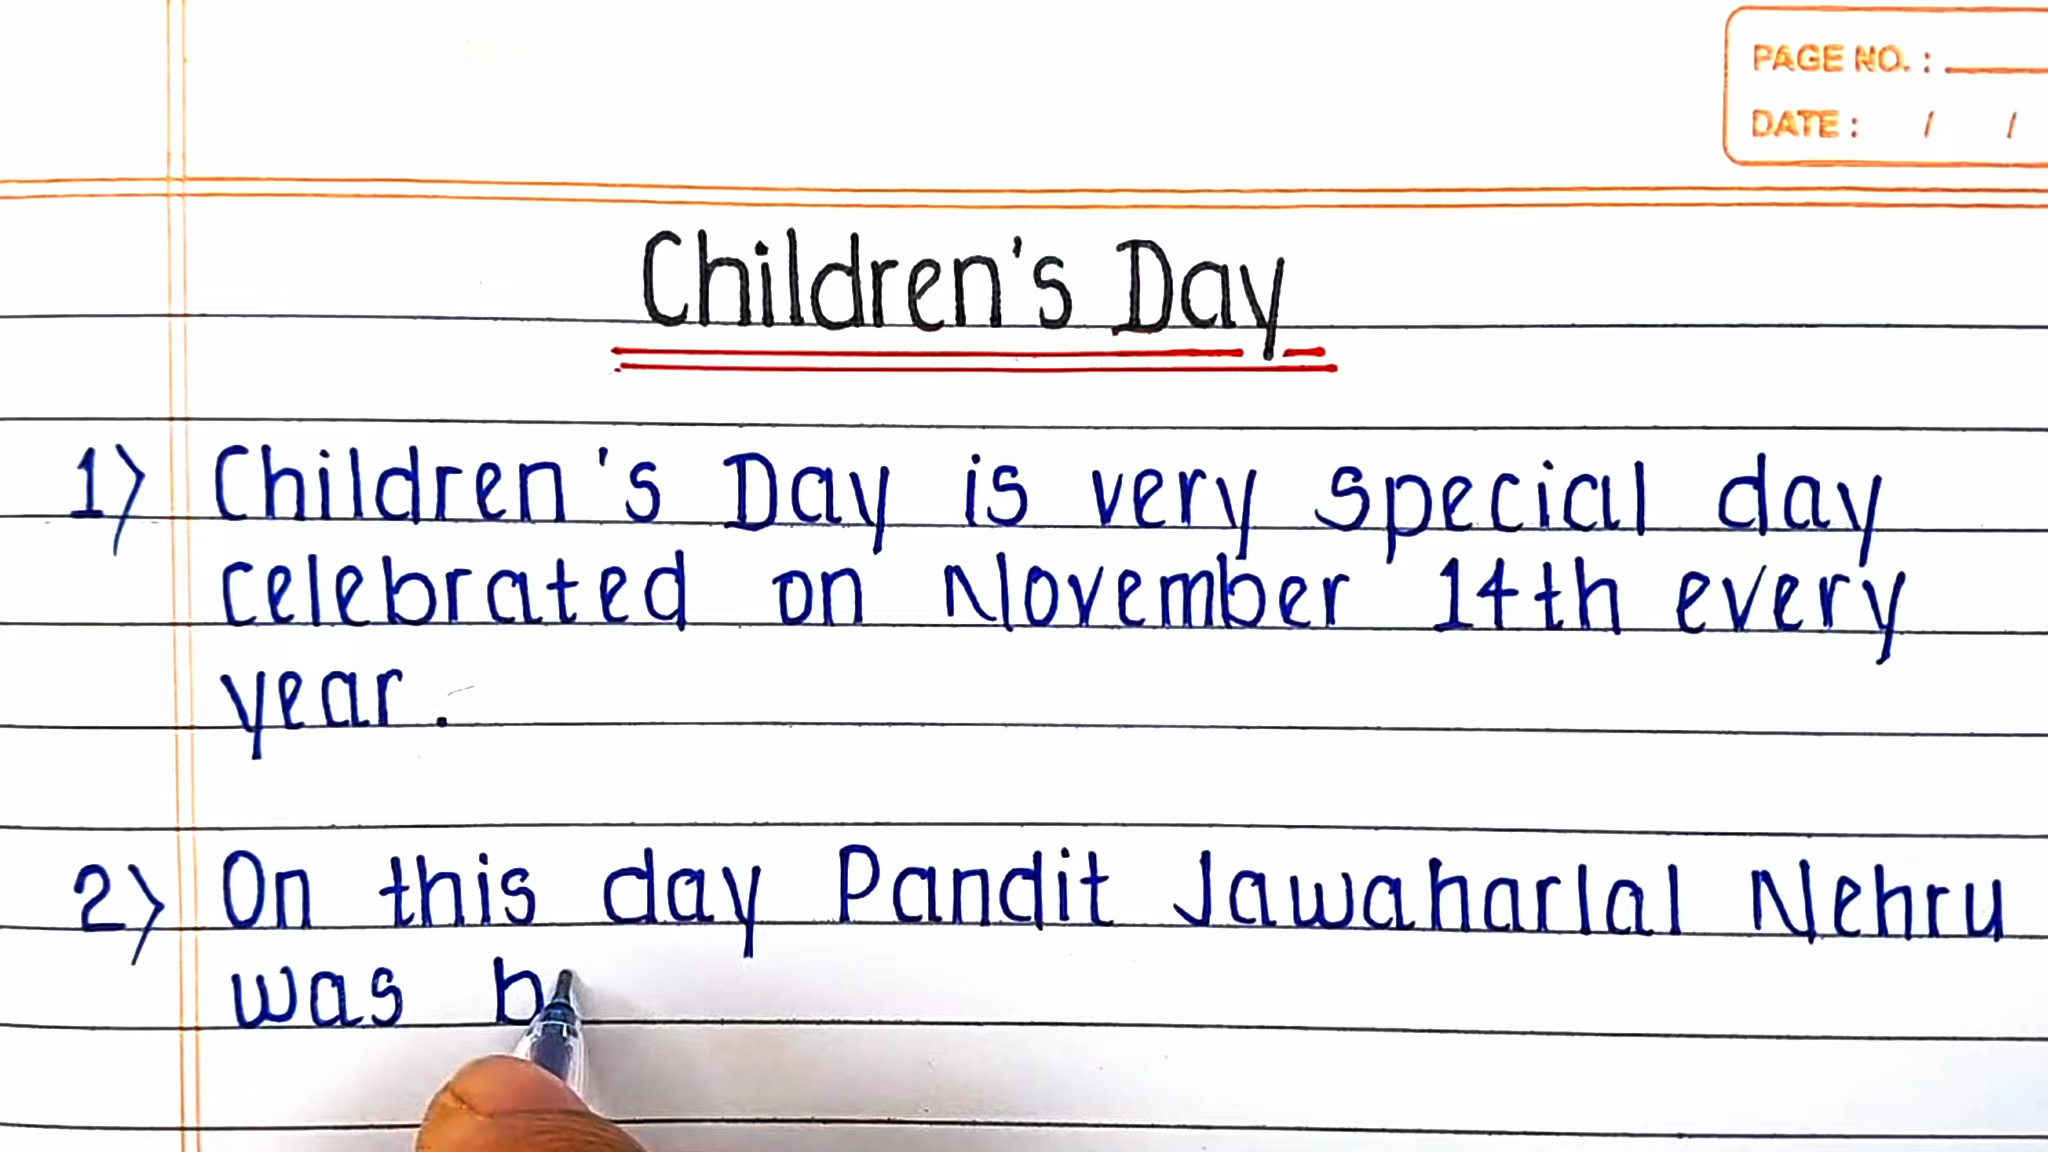 PAGE NO. :
DATE : / /
Children's Day
1) Children's Day is very special day
celebrated on November 14th every
year.
2) On this day Pandit Jawaharlal Nehru
was b